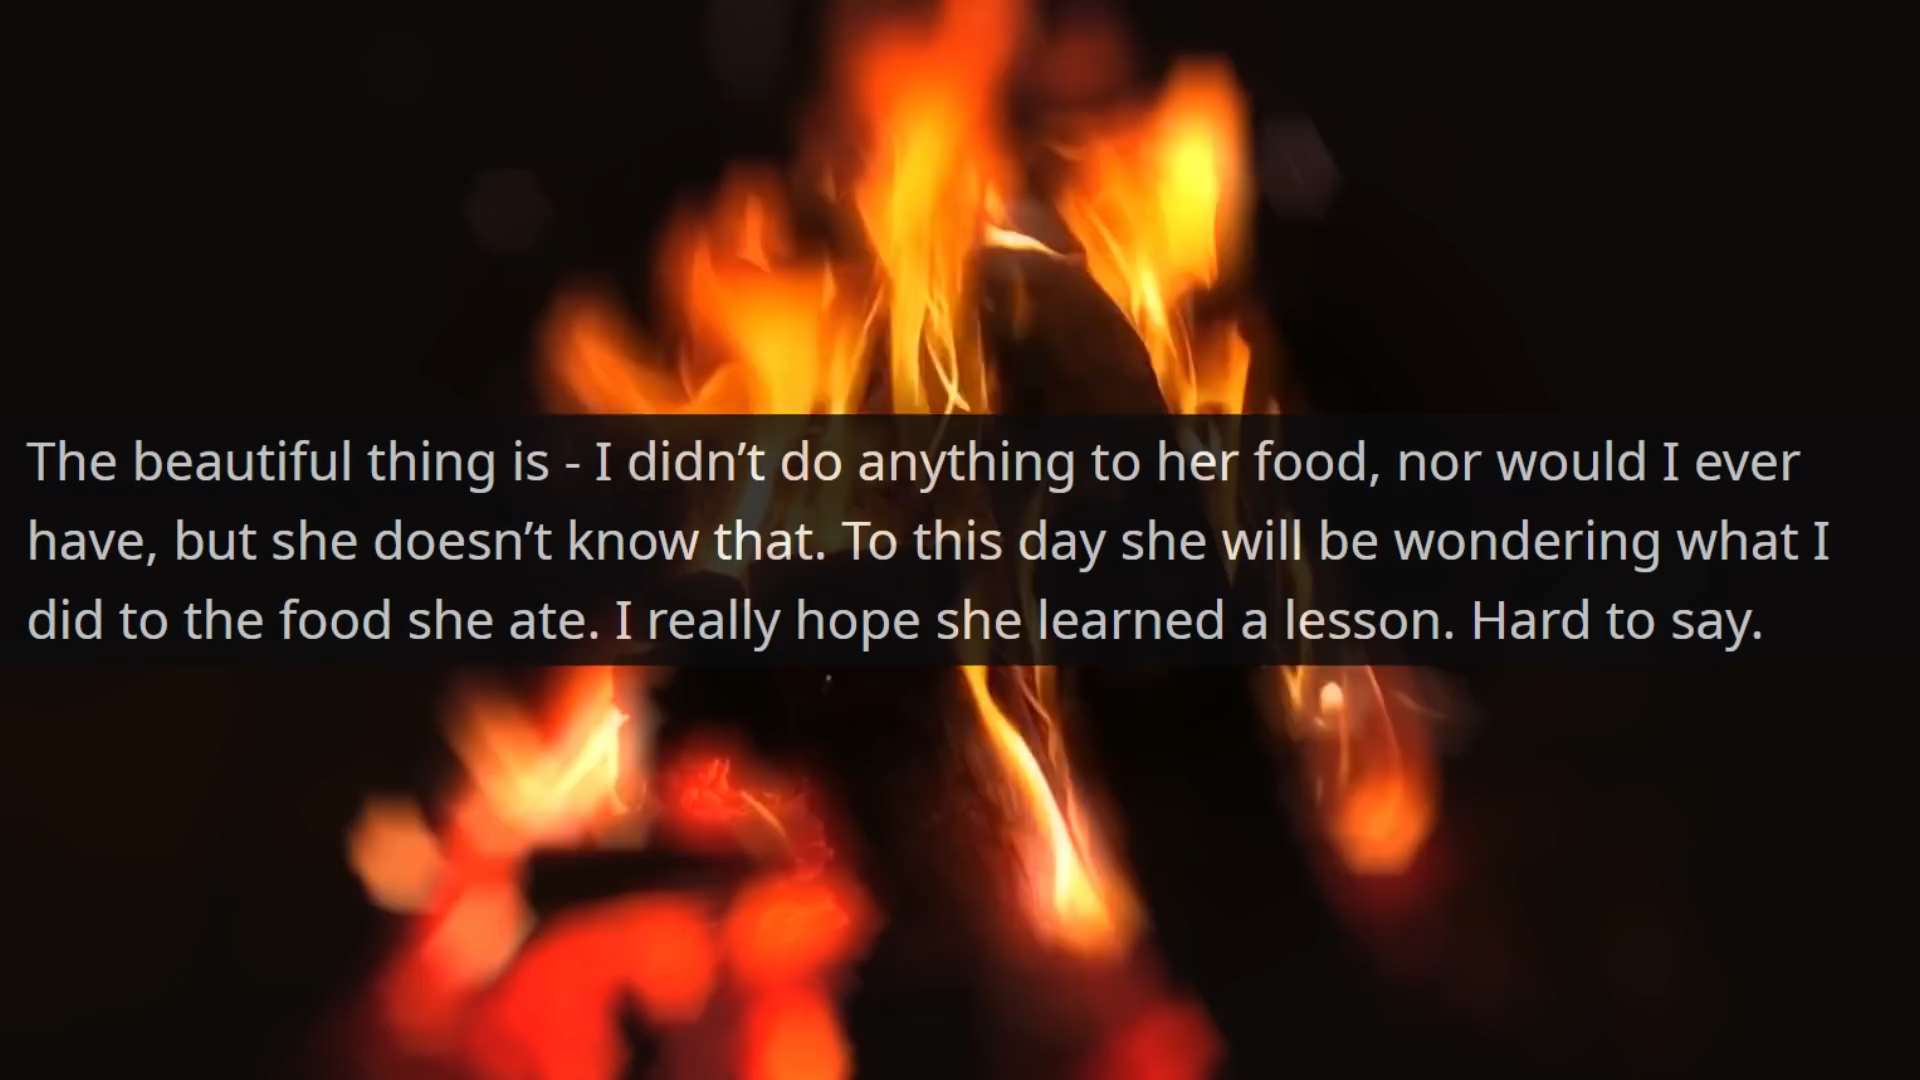 The beautiful thing is - I didn’t do anything to her food, nor would I ever
have, but she doesn’t know that. To this day she will be wondering what I
did to the food she ate. I really hope she learned a lesson. Hard to say.